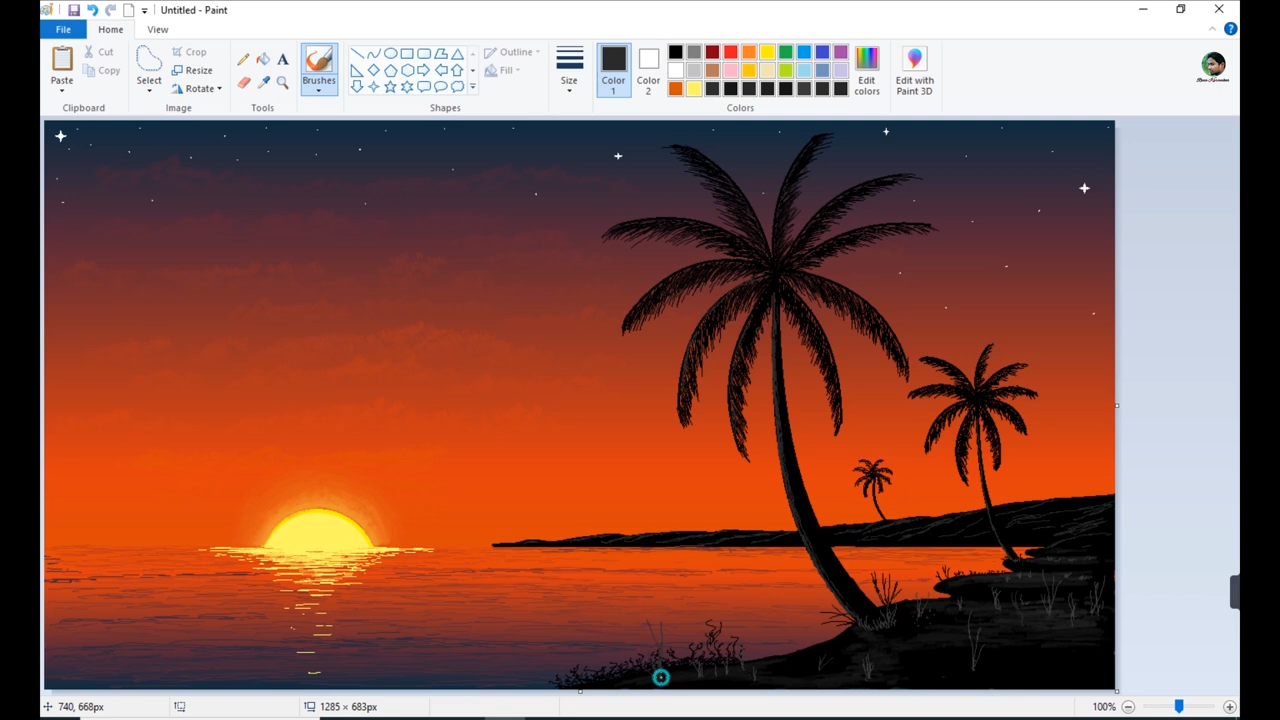 Untitled - Paint
File Home View
Paste
Cut
Copy
Clipboard
Select
Crop
Resize
Rotate
Image
A
Tools
Brushes
Shapes
Outline
Fill
Size
Color 1
Color 2
Edit colors
Colors
Edit with Paint 3D
740, 668px
1285 × 683px
100%